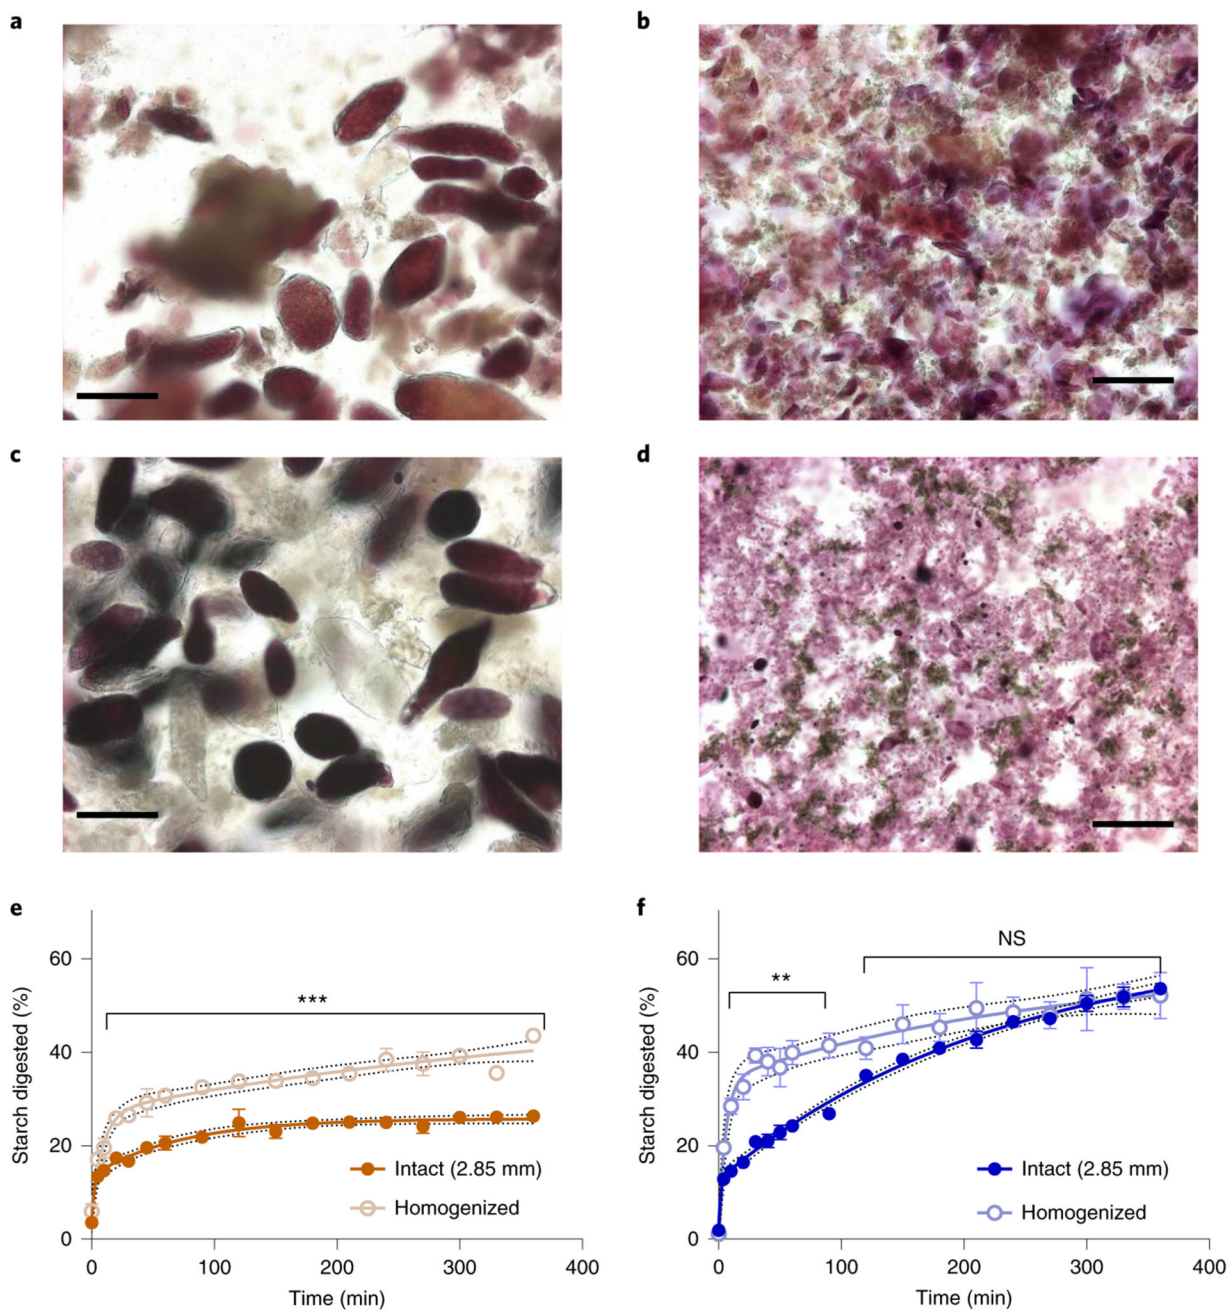 a
b
c
d
e
f
60
40
20
0
Starch digested (%)
***
Intact (2.85 mm)
Homogenized
0
100
200
300
400
Time (min)
60
40
20
0
Starch digested (%)
**
NS
Intact (2.85 mm)
Homogenized
0
100
200
300
400
Time (min)